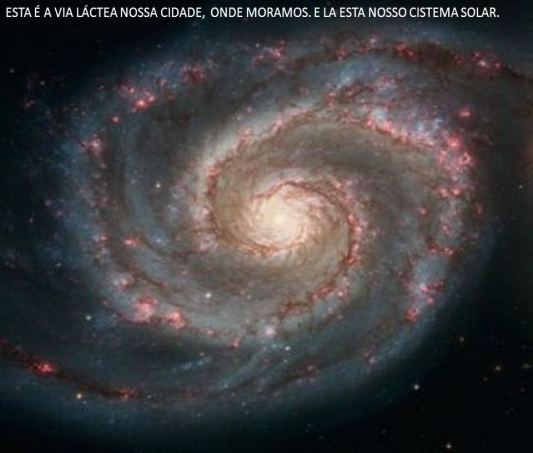 ESTA É A VIA LÁCTEA NOSSA CIDADE, ONDE MORAMOS. E LA ESTA NOSSO CISTEMA SOLAR.